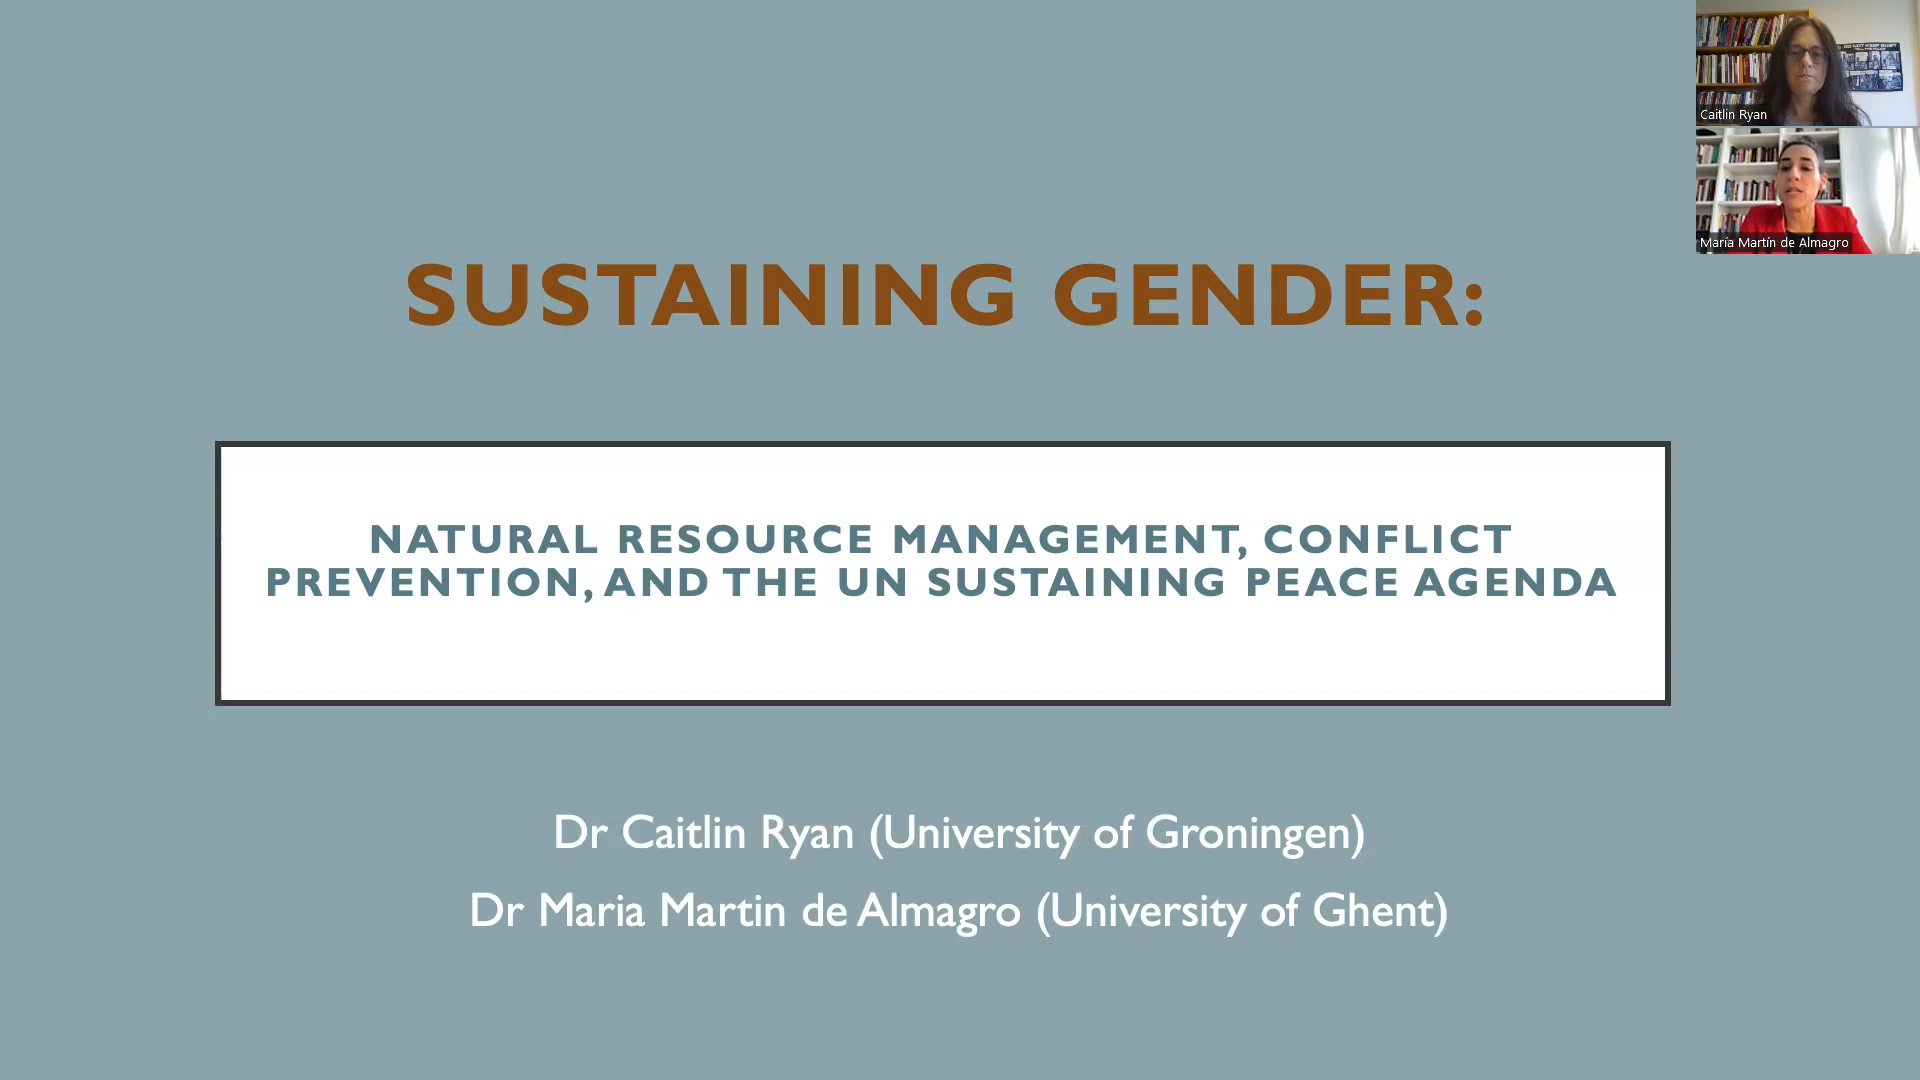 Caitlin Ryan
María Martín de Almagro
SUSTAINING GENDER:
NATURAL RESOURCE MANAGEMENT, CONFLICT
PREVENTION, AND THE UN SUSTAINING PEACE AGENDA
Dr Caitlin Ryan (University of Groningen)
Dr Maria Martin de Almagro (University of Ghent)